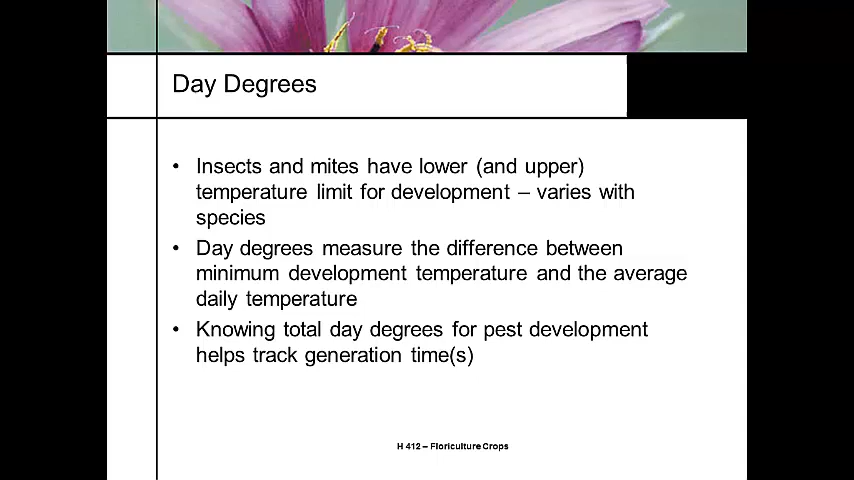 Day Degrees
• Insects and mites have lower (and upper)
temperature limit for development – varies with
species
• Day degrees measure the difference between
minimum development temperature and the average
daily temperature
• Knowing total day degrees for pest development
helps track generation time(s)
H 412 – Floriculture Crops